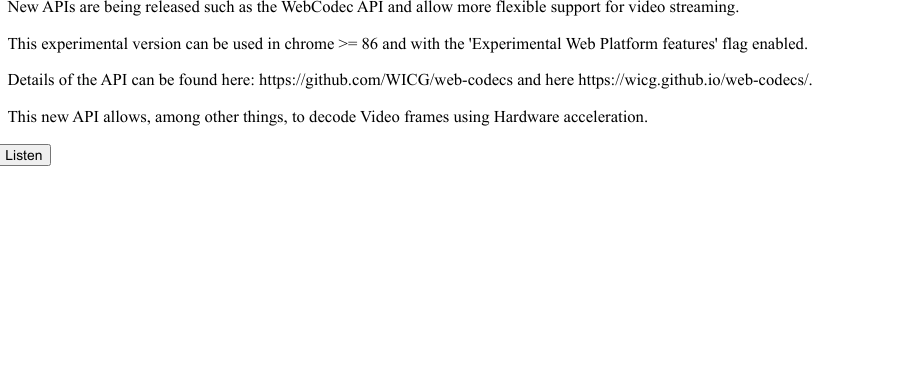 New APIs are being released such as the WebCodec API and allow more flexible support for video streaming.
This experimental version can be used in chrome >= 86 and with the 'Experimental Web Platform features' flag enabled.
Details of the API can be found here: https://github.com/WICG/web-codecs and here https://wicg.github.io/web-codecs/.
This new API allows, among other things, to decode Video frames using Hardware acceleration.
Listen